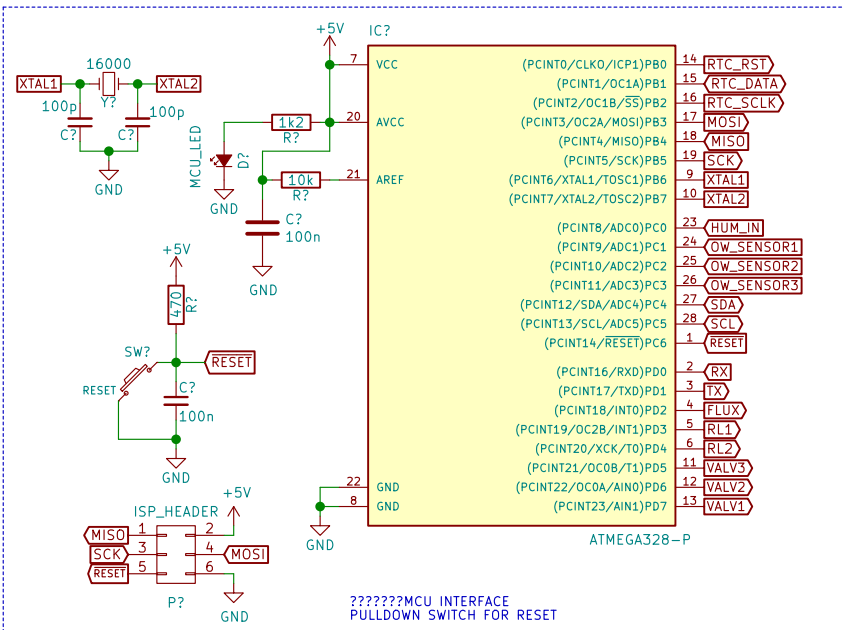 +5V
IC?
16000
XTAL1
XTAL2
Y?
100p
100p
C?
C?
GND
7
VCC
20
AVCC
21
AREF
1k2
R?
MCU_LED
D?
GND
10k
R?
C?
100n
GND
+5V
470
R?
SW?
RESET
RESET
C?
100n
GND
22
GND
8
GND
GND
(PCINT0/CLKO/ICP1)PB0 14 RTC_RST
(PCINT1/OC1A)PB1 15 RTC_DATA
(PCINT2/OC1B/SS)PB2 16 RTC_SCLK
(PCINT3/OC2A/MOSI)PB3 17 MOSI
(PCINT4/MISO)PB4 18 MISO
(PCINT5/SCK)PB5 19 SCK
(PCINT6/XTAL1/TOSC1)PB6 9 XTAL1
(PCINT7/XTAL2/TOSC2)PB7 10 XTAL2
(PCINT8/ADC0)PC0 23 HUM_IN
(PCINT9/ADC1)PC1 24 OW_SENSOR1
(PCINT10/ADC2)PC2 25 OW_SENSOR2
(PCINT11/ADC3)PC3 26 OW_SENSOR3
(PCINT12/SDA/ADC4)PC4 27 SDA
(PCINT13/SCL/ADC5)PC5 28 SCL
(PCINT14/RESET)PC6 1 RESET
(PCINT16/RXD)PD0 2 RX
(PCINT17/TXD)PD1 3 TX
(PCINT18/INT0)PD2 4 FLUX
(PCINT19/OC2B/INT1)PD3 5 RL1
(PCINT20/XCK/T0)PD4 6 RL2
(PCINT21/OC0B/T1)PD5 11 VALV3
(PCINT22/OC0A/AIN0)PD6 12 VALV2
(PCINT23/AIN1)PD7 13 VALV1
ATMEGA328-P
+5V
ISP_HEADER
MISO 1 2
SCK 3 4 MOSI
RESET 5 6
P?
GND
???????MCU INTERFACE
PULLDOWN SWITCH FOR RESET